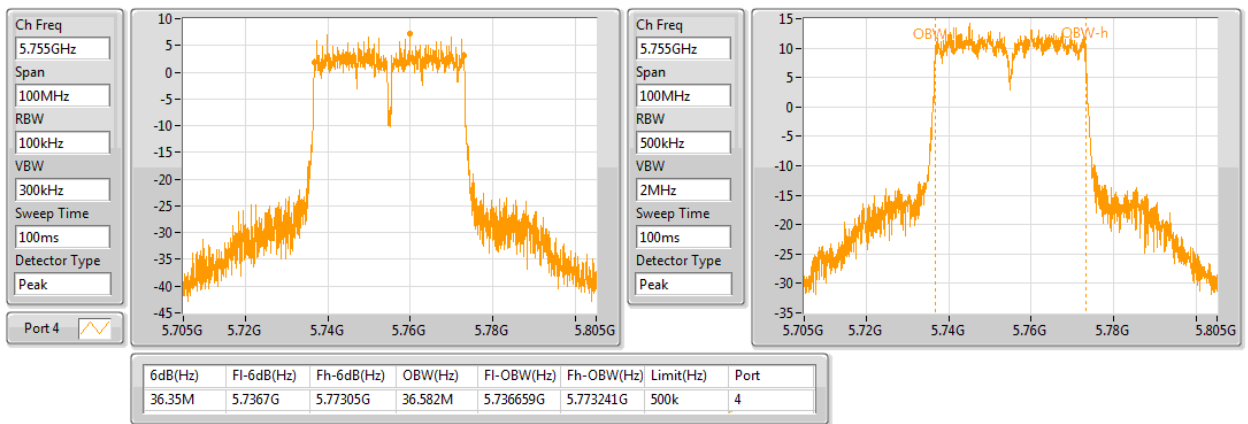 Ch Freq
5.755GHz
Span
100MHz
RBW
100kHz
VBW
300kHz
Sweep Time
100ms
Detector Type
Peak
Port 4
10
5
0
-5
-10
-15
-20
-25
-30
-35
-40
-45
5.705G 5.72G 5.74G 5.76G 5.78G 5.805G
Ch Freq
5.755GHz
Span
100MHz
RBW
500kHz
VBW
2MHz
Sweep Time
100ms
Detector Type
Peak
15
10
5
0
-5
-10
-15
-20
-25
-30
-35
OBW-l OBW-h
5.705G 5.72G 5.74G 5.76G 5.78G 5.805G
6dB(Hz) Fl-6dB(Hz) Fh-6dB(Hz) OBW(Hz) Fl-OBW(Hz) Fh-OBW(Hz) Limit(Hz) Port
36.35M 5.7367G 5.77305G 36.582M 5.736659G 5.773241G 500k 4